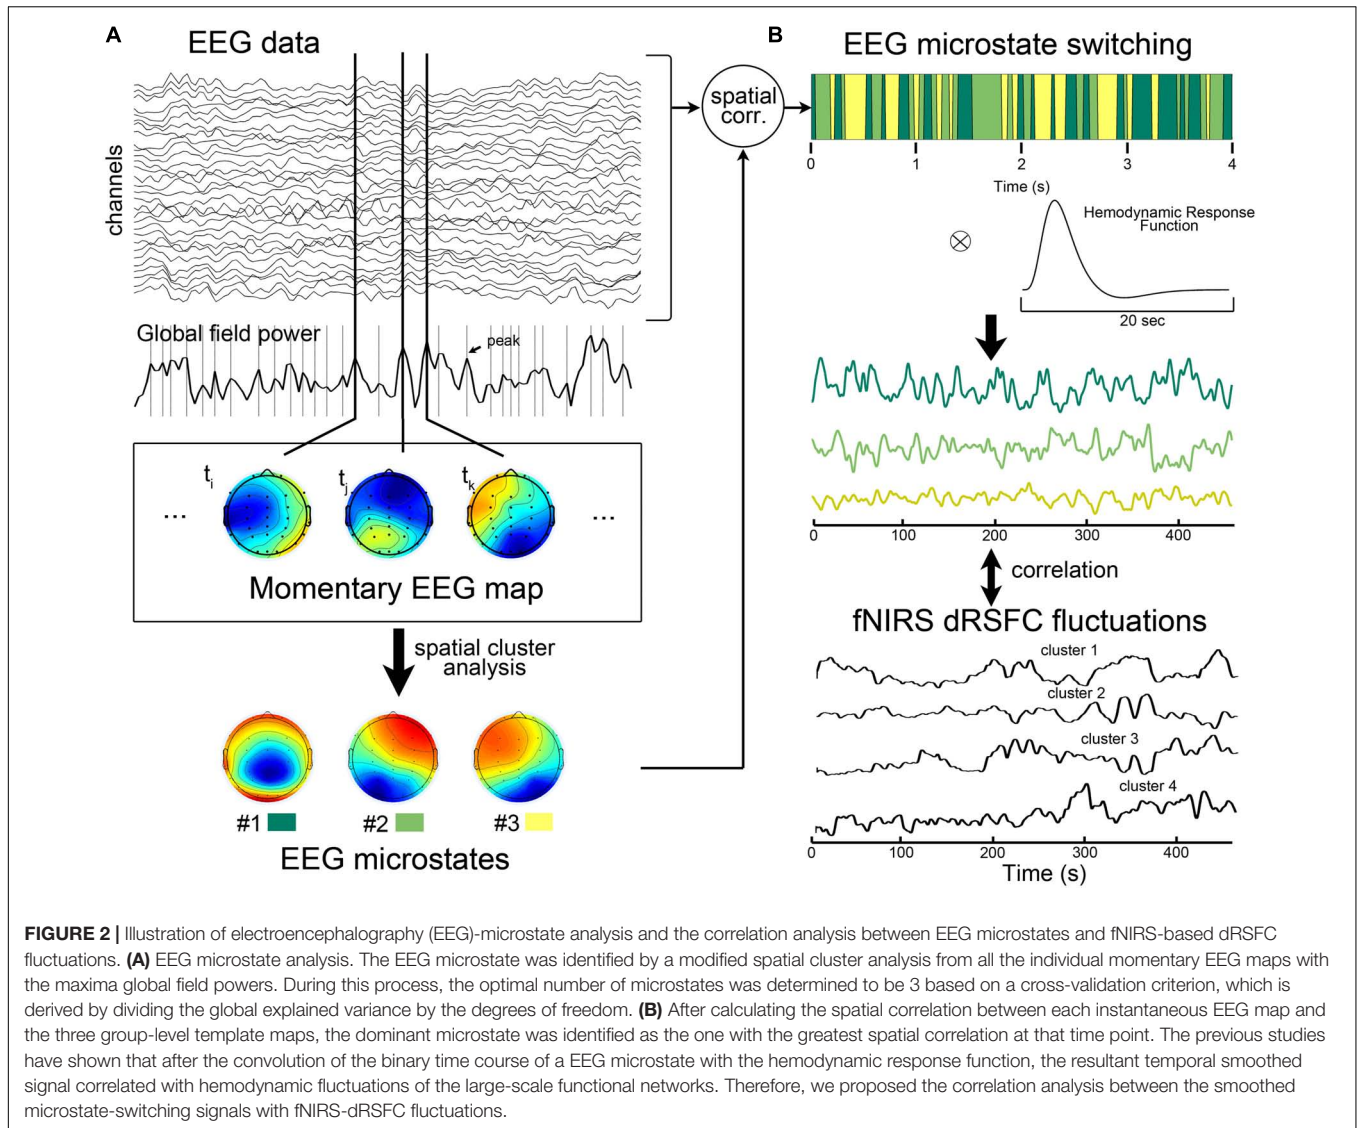 A
EEG data
channels
Global field power
peak
ti
tj
tk
...
...
Momentary EEG map
spatial cluster
analysis
#1
#2
#3
EEG microstates
spatial
corr.
B
EEG microstate switching
0 1 2 3 4
Time (s)
Hemodynamic Response
Function
20 sec
0 100 200 300 400
correlation
fNIRS dRSFC fluctuations
cluster 1
cluster 2
cluster 3
cluster 4
0 100 200 300 400
Time (s)
FIGURE 2 | Illustration of electroencephalography (EEG)-microstate analysis and the correlation analysis between EEG microstates and fNIRS-based dRSFC
fluctuations. (A) EEG microstate analysis. The EEG microstate was identified by a modified spatial cluster analysis from all the individual momentary EEG maps with
the maxima global field powers. During this process, the optimal number of microstates was determined to be 3 based on a cross-validation criterion, which is
derived by dividing the global explained variance by the degrees of freedom. (B) After calculating the spatial correlation between each instantaneous EEG map and
the three group-level template maps, the dominant microstate was identified as the one with the greatest spatial correlation at that time point. The previous studies
have shown that after the convolution of the binary time course of a EEG microstate with the hemodynamic response function, the resultant temporal smoothed
signal correlated with hemodynamic fluctuations of the large-scale functional networks. Therefore, we proposed the correlation analysis between the smoothed
microstate-switching signals with fNIRS-dRSFC fluctuations.